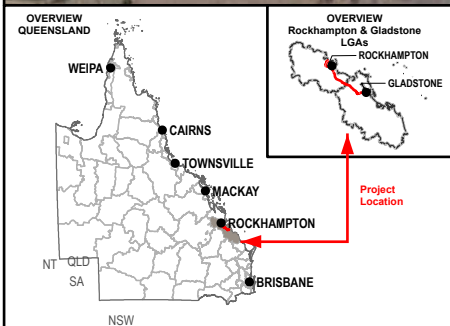 OVERVIEW
QUEENSLAND
WEIPA
CAIRNS
TOWNSVILLE
MACKAY
ROCKHAMPTON
BRISBANE
NT
QLD
SA
NSW
OVERVIEW
Rockhampton & Gladstone
LGAs
ROCKHAMPTON
GLADSTONE
Project
Location